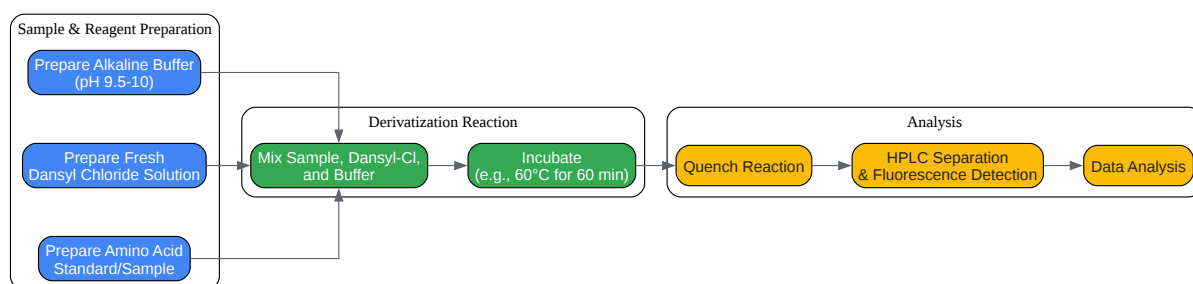 Sample & Reagent Preparation
Prepare Alkaline Buffer
(pH 9.5-10)
Prepare Fresh
Dansyl Chloride Solution
Prepare Amino Acid
Standard/Sample
Derivatization Reaction
Mix Sample, Dansyl-Cl,
and Buffer
Incubate
(e.g., 60°C for 60 min)
Analysis
Quench Reaction
HPLC Separation
& Fluorescence Detection
Data Analysis